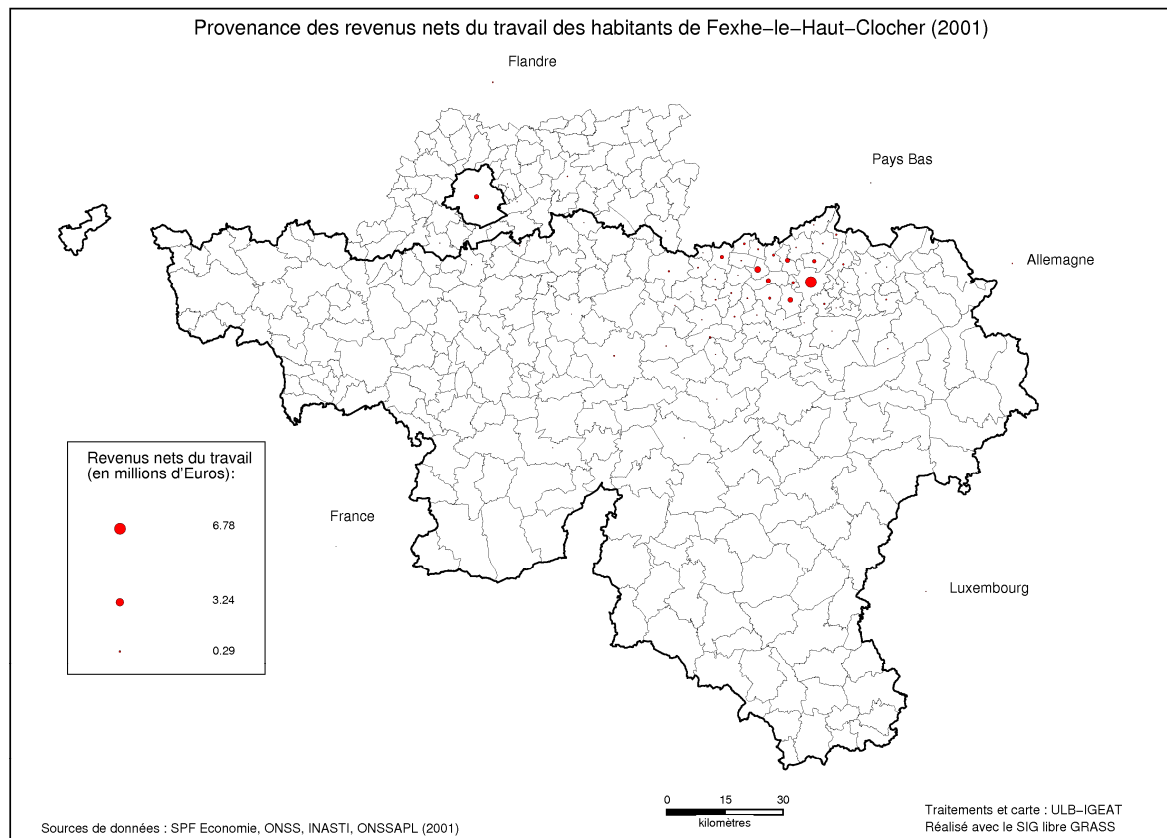 Provenance des revenus nets du travail des habitants de Fexhe-le-Haut-Clocher (2001)
Flandre
Pays Bas
Allemagne
Revenus nets du travail
(en millions d'Euros):
6.78
3.24
0.29
France
Luxembourg
0 15 30
kilomètres
Sources de données : SPF Economie, ONSS, INASTI, ONSSAPL (2001)
Traitements et carte : ULB-IGEAT
Réalisé avec le SIG libre GRASS